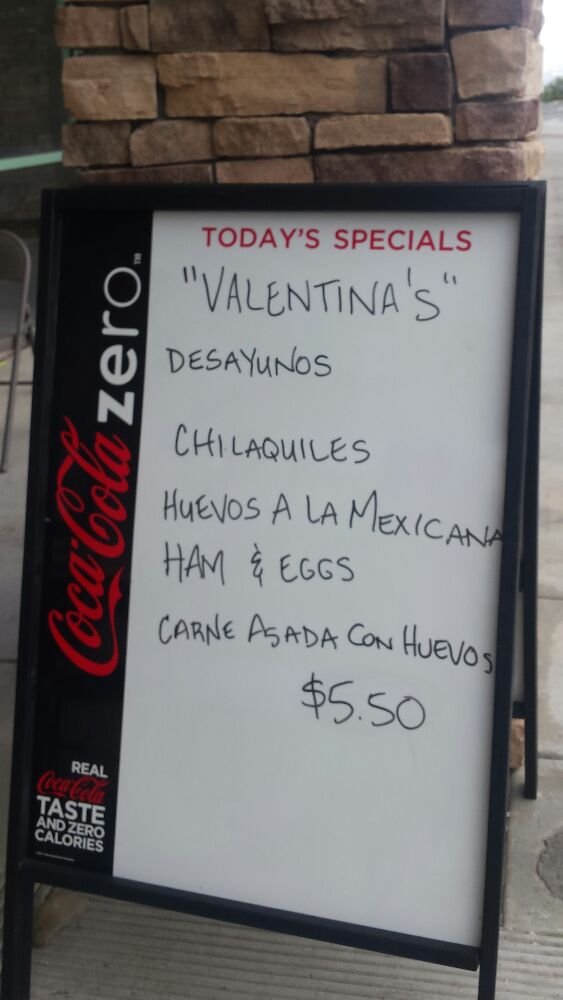 TODAY'S SPECIALS
"VALENTINA'S"
DESAYUNOS
CHILAQUILES
HUEVOS A LA MEXICANA
HAM & EGGS
CARNE ASADA CON HUEVOS
$5.50
Coca-Cola zero™
REAL
Coca-Cola
TASTE
AND ZERO
CALORIES